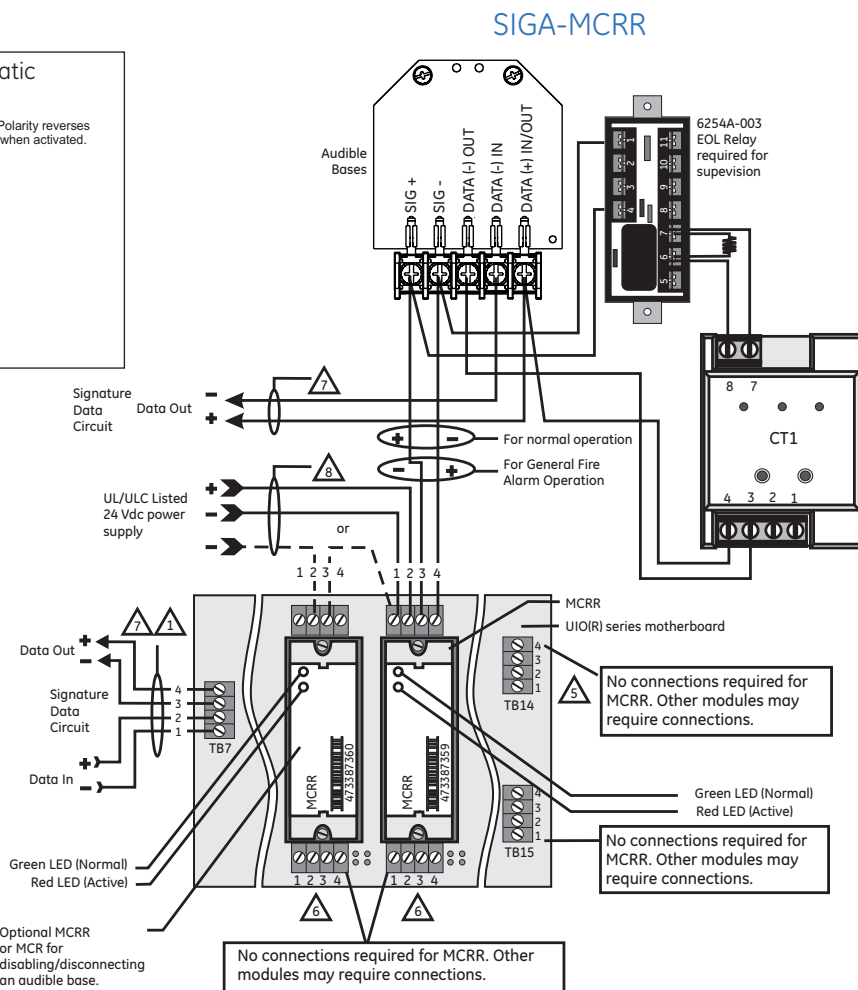 SIGA-MCRR
atic
Polarity reverses
when activated.
Audible
Bases
SIG +
SIG -
DATA (-) OUT
DATA (-) IN
DATA (+) IN/OUT
1
2
3
4
11
10
9
8
7
6
5
6254A-003
EOL Relay
required for
supevision
8 7
CT1
4 3 2 1
Signature
Data
Circuit
Data Out
-
+
7
+ -
For normal operation
- +
For General Fire
Alarm Operation
8
UL/ULC Listed
24 Vdc power
supply
+
-
-
or
1 2 3 4
1 2 3 4
MCRR
UIO(R) series motherboard
7 1
Data Out
+
-
Signature
Data
Circuit
4
3
2
1
TB7
+
-
Data In
MCRR
473387360
MCRR
473387359
4
3
2
1
TB14
5
No connections required for
MCRR. Other modules may
require connections.
Green LED (Normal)
Red LED (Active)
4
3
2
1
TB15
No connections required for
MCRR. Other modules may
require connections.
Green LED (Normal)
Red LED (Active)
1 2 3 4
1 2 3 4
6
6
Optional MCRR
or MCR for
disabling/disconnecting
an audible base.
No connections required for MCRR. Other
modules may require connections.